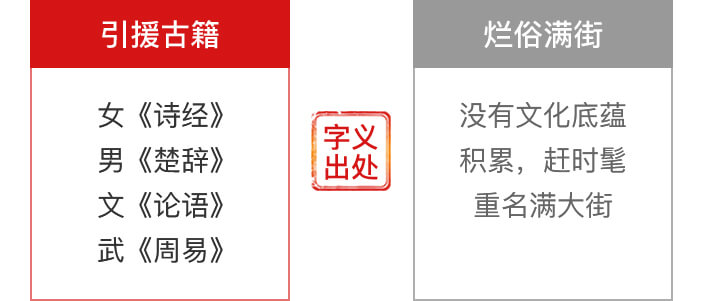 引援古籍
女《诗经》
男《楚辞》
文《论语》
武《周易》
字义
出处
烂俗满街
没有文化底蕴
积累，赶时髦
重名满大街